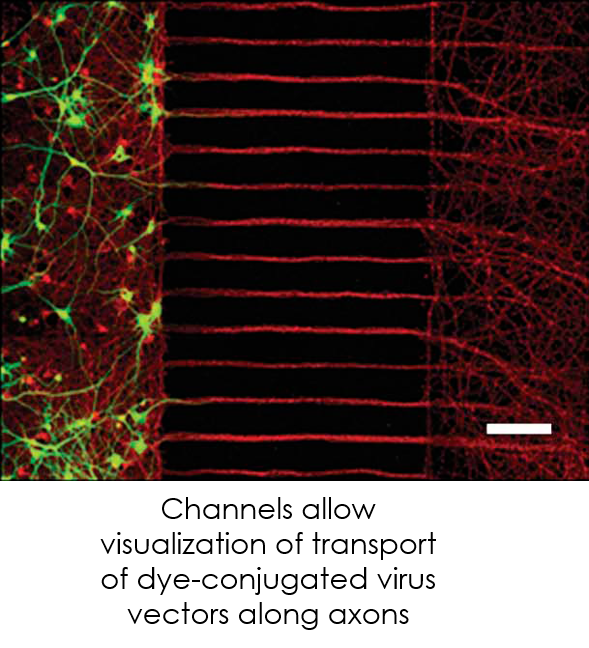 Channels allow
visualization of transport
of dye-conjugated virus
vectors along axons